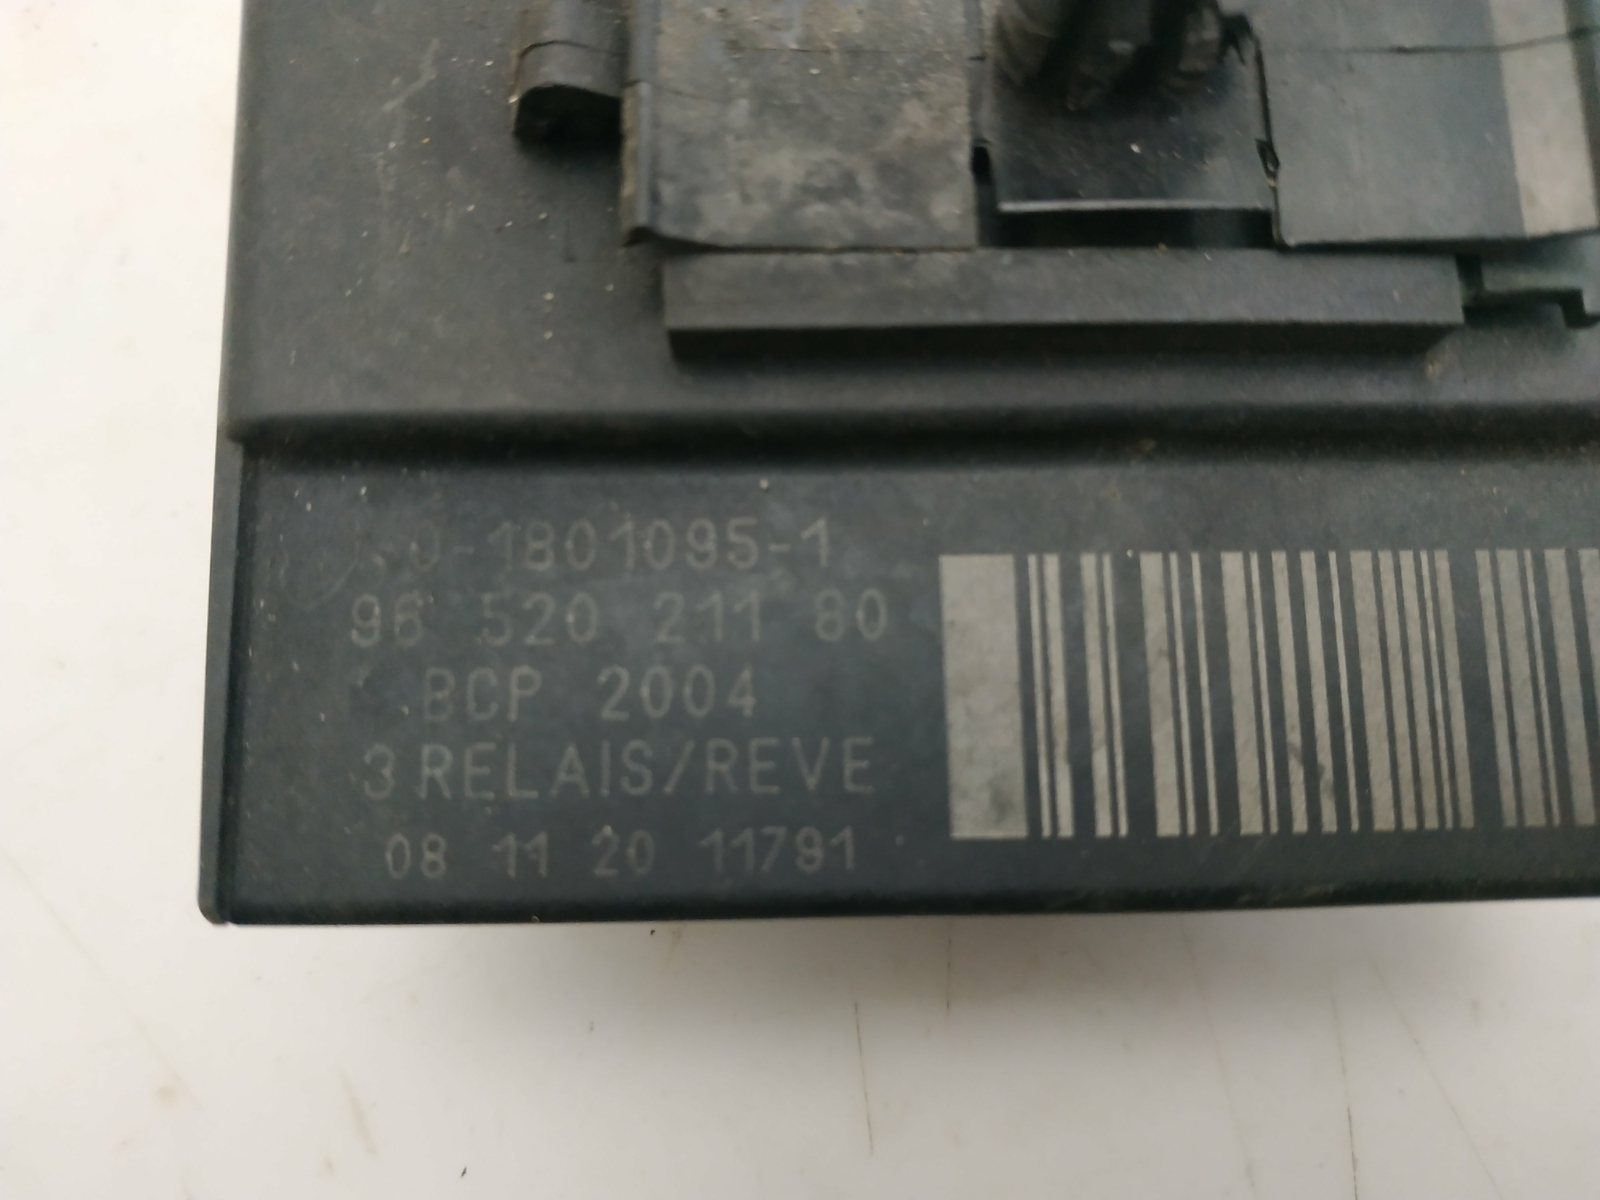 0-1801095-1
96 520 211 80
BCP 2004
3 RELAIS/REVE
08 11 20 11791